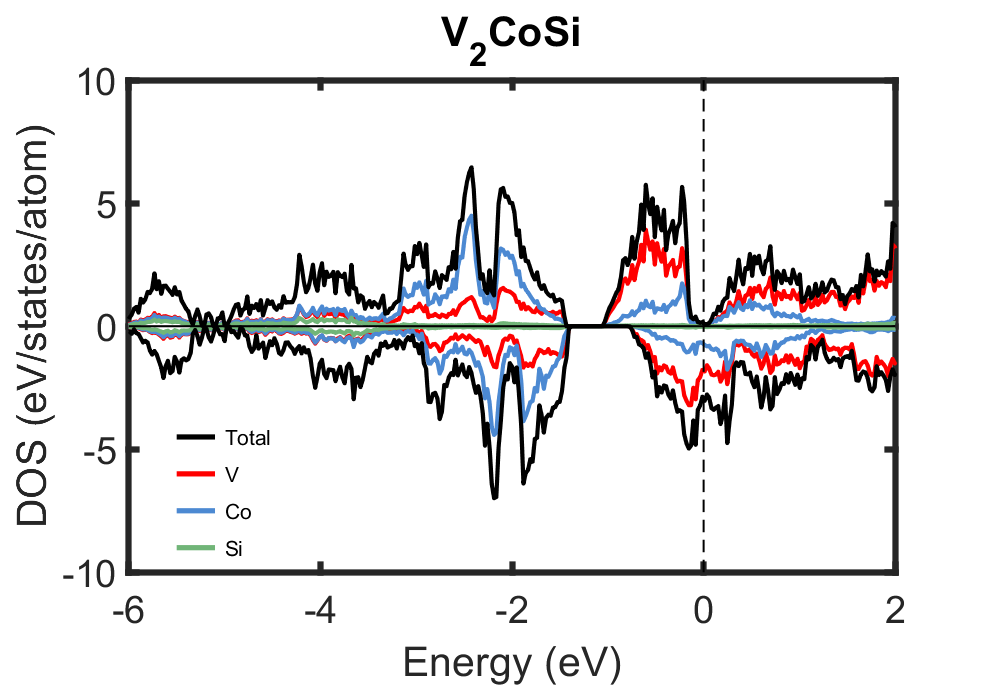 V₂CoSi
DOS (eV/states/atom)
10
5
0
-5
-10
Total
V
Co
Si
-6 -4 -2 0 2
Energy (eV)